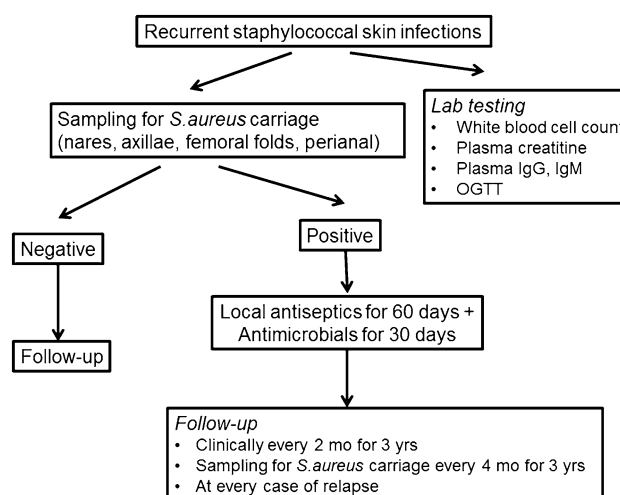 Recurrent staphylococcal skin infections
Sampling for S.aureus carriage
(nares, axillae, femoral folds, perianal)
Lab testing
• White blood cell count
• Plasma creatitine
• Plasma IgG, IgM
• OGTT
Negative
Positive
Local antiseptics for 60 days +
Antimicrobials for 30 days
Follow-up
Follow-up
• Clinically every 2 mo for 3 yrs
• Sampling for S.aureus carriage every 4 mo for 3 yrs
• At every case of relapse